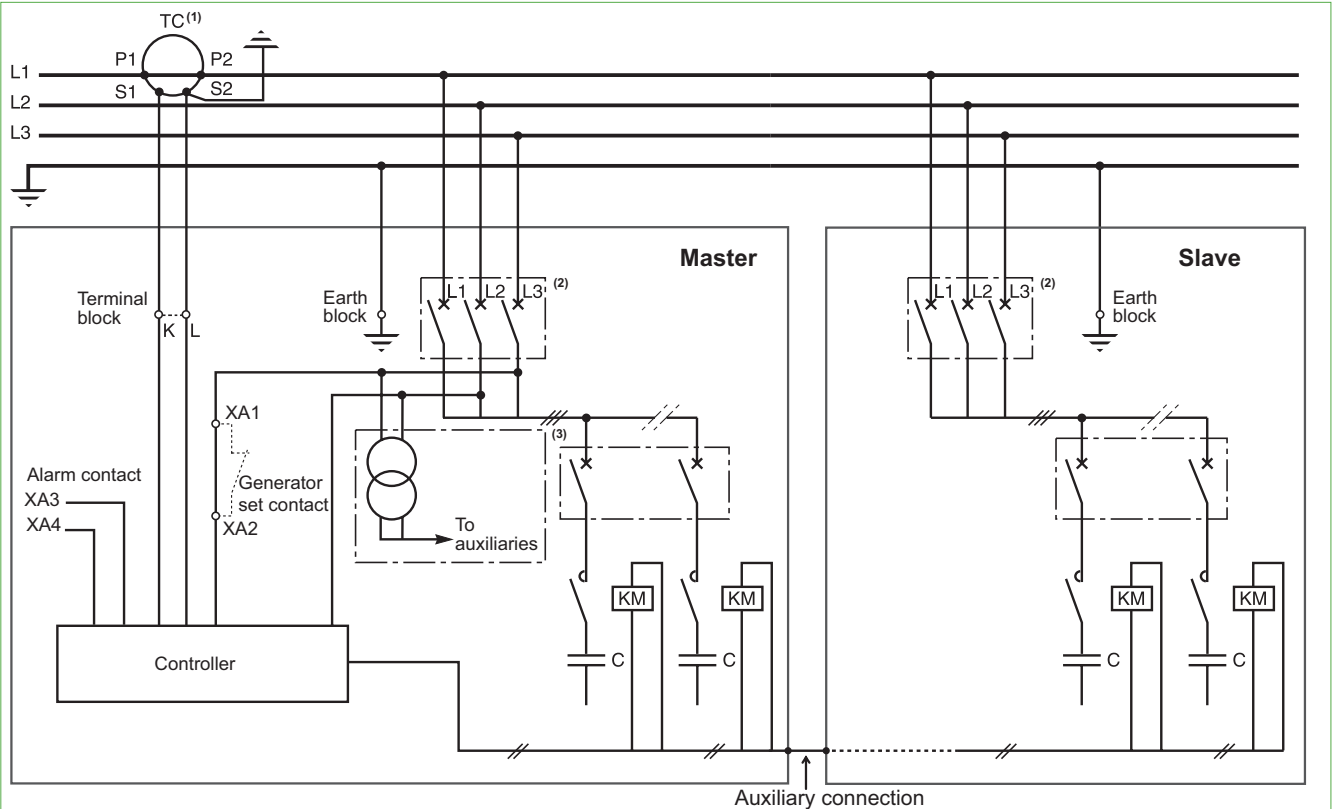 TC(1)
P1 P2
L1
S1 S2
L2
L3
Master
Slave
L1 L2 L3 (2)
L1 L2 L3 (2)
Terminal
block
K L
Earth
block
Earth
block
XA1
(3)
Alarm contact
XA3
XA4
Generator
set contact
XA2
To
auxiliaries
KM
KM
KM
KM
C
C
C
C
Controller
Auxiliary connection